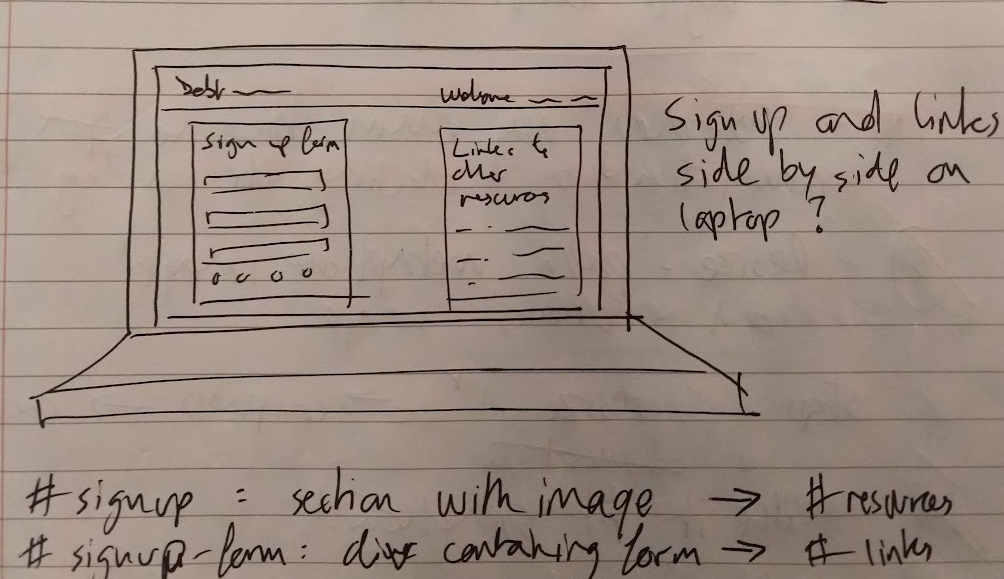 Debt
Welcome
Sign up form
Links to
other
resources
Sign up and links
side by side on
laptop ?
# signup : section with image → # resources
# signup-form : div containing form → # links